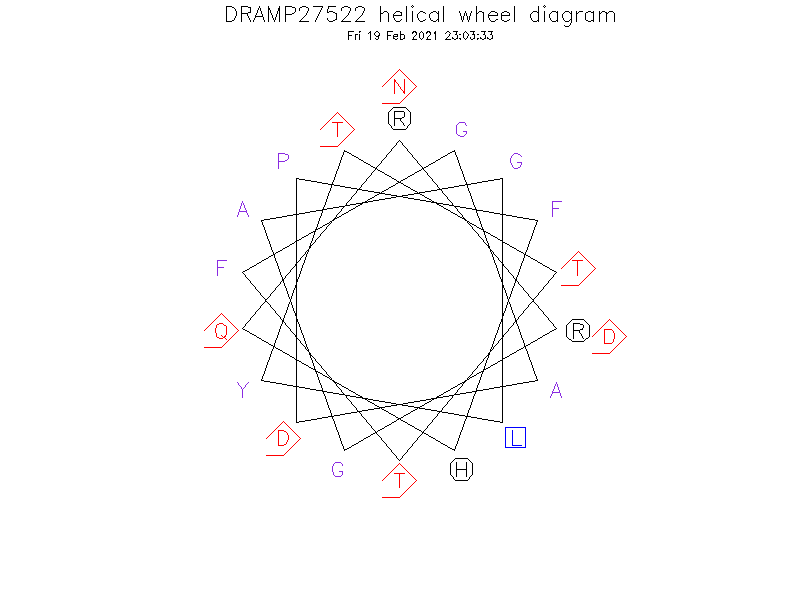 DRAMP27522 helical wheel diagram
Fri 19 Feb 2021 23:03:33
N
T R G
P G
A F
F T
Q R D
Y A
D L
G T H